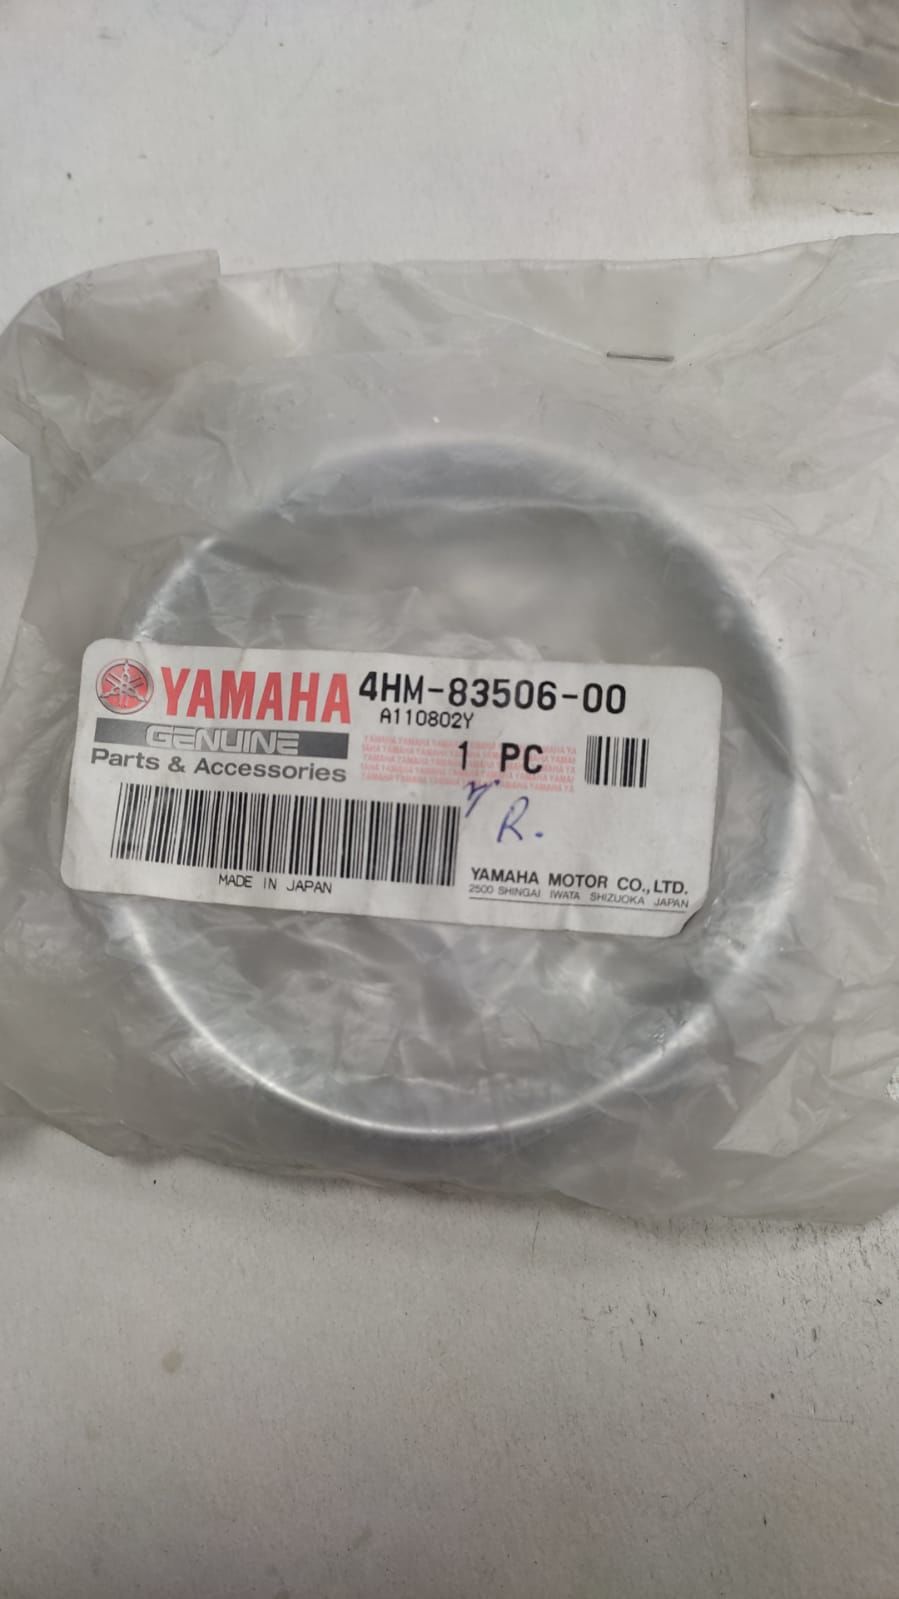 YAMAHA 4HM-83506-00
GENUINE A110802Y
Parts & Accessories 1 PC
R.
MADE IN JAPAN
YAMAHA MOTOR CO., LTD.
2500 SHINGAI IWATA SHIZUOKA JAPAN